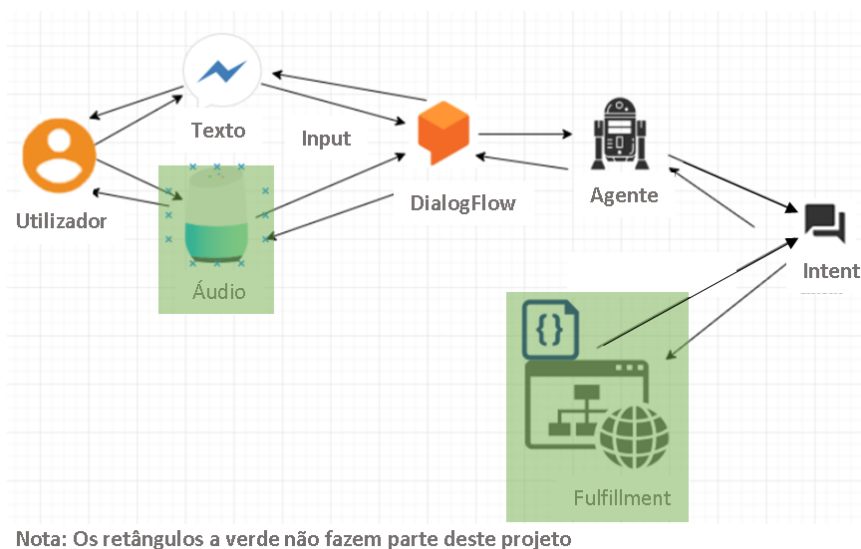 Texto
Input
Utilizador
Áudio
DialogFlow
Agente
Intent
{}
Fulfillment
Nota: Os retângulos a verde não fazem parte deste projeto